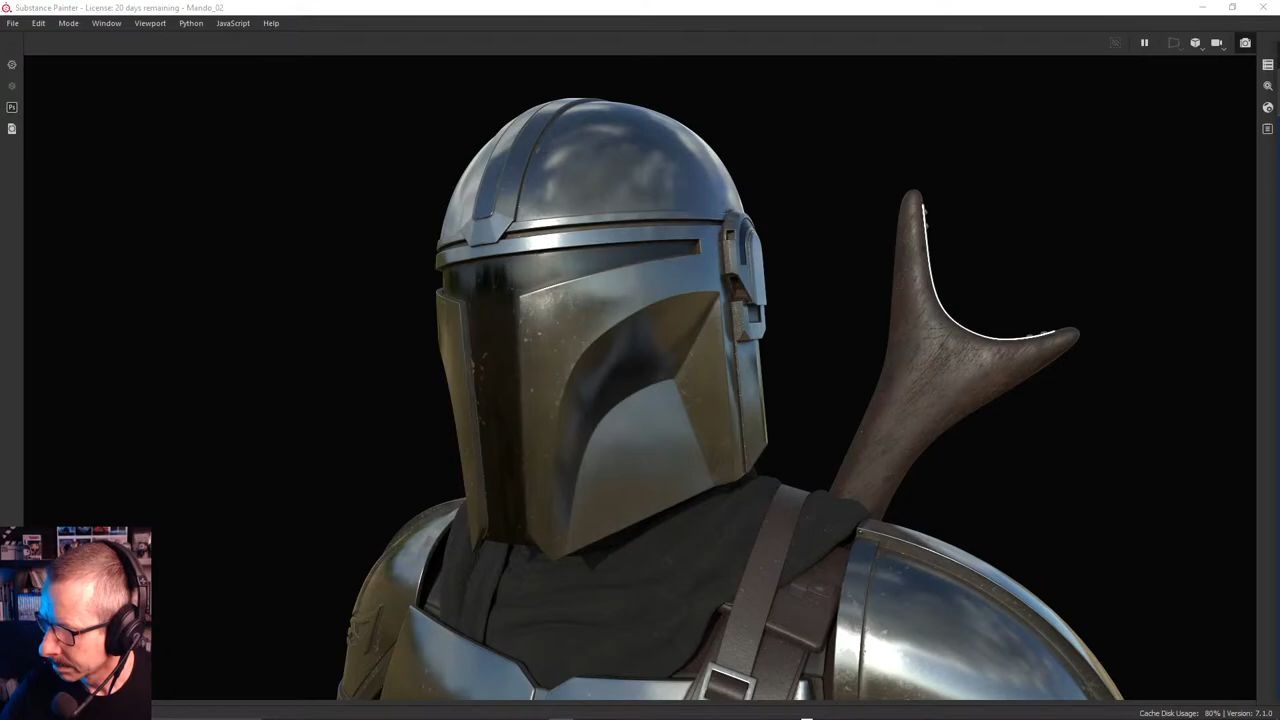 Substance Painter - License: 20 days remaining - Mando_02
File Edit Mode Window Viewport Python JavaScript Help
Ps
Cache Disk Usage: 80% | Version: 7.1.0